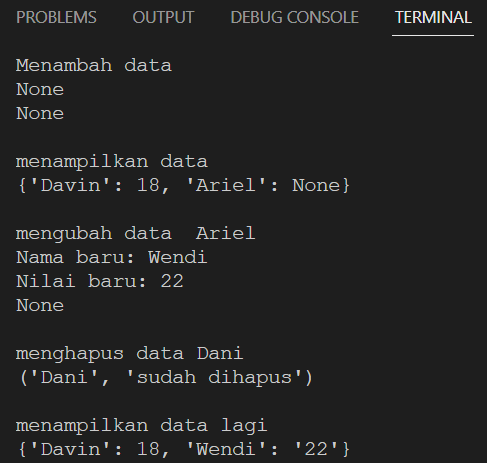 PROBLEMS OUTPUT DEBUG CONSOLE TERMINAL
Menambah data
None
None
menampilkan data
{'Davin': 18, 'Ariel': None}
mengubah data  Ariel
Nama baru: Wendi
Nilai baru: 22
None
menghapus data Dani
('Dani', 'sudah dihapus')
menampilkan data lagi
{'Davin': 18, 'Wendi': '22'}